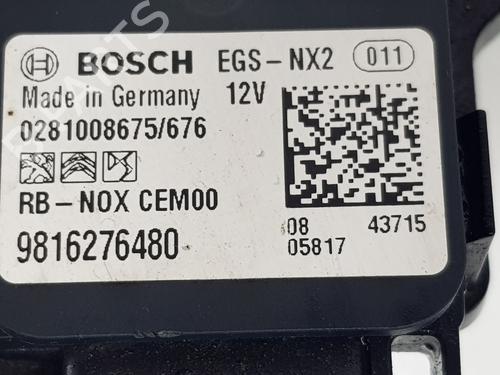 BOSCH EGS-NX2 011
Made in Germany 12V
0281008675/676
RB-NOX CEM00
9816276480
08 43715
05817